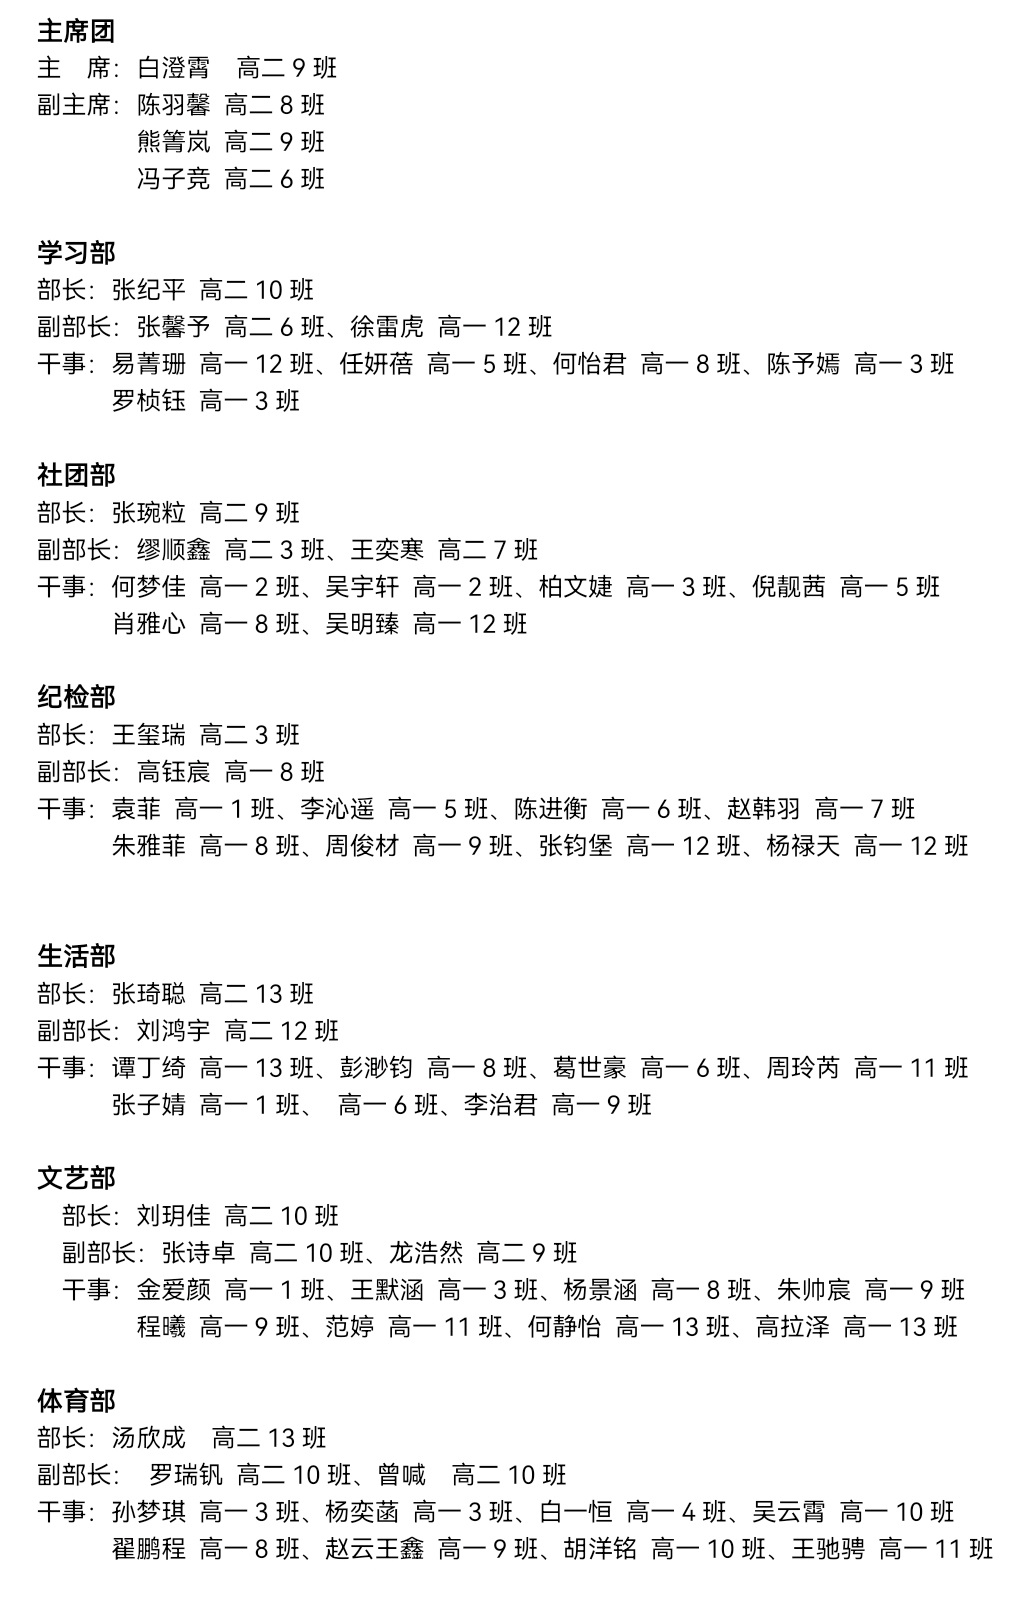 主席团
主　席：白澄霄　高二 9 班
副主席：陈羽馨 高二 8 班
熊箐岚 高二 9 班
冯子竞 高二 6 班
学习部
部长：张纪平 高二 10 班
副部长：张馨予 高二 6 班、徐雷虎 高一 12 班
干事：易菁珊 高一 12 班、任妍蓓 高一 5 班、何怡君 高一 8 班、陈予嫣 高一 3 班
罗桢钰 高一 3 班
社团部
部长：张琬粒 高二 9 班
副部长：缪顺鑫 高二 3 班、王奕寒 高二 7 班
干事：何梦佳 高一 2 班、吴宇轩 高一 2 班、柏文婕 高一 3 班、倪靓茜 高一 5 班
肖雅心 高一 8 班、吴明臻 高一 12 班
纪检部
部长：王玺瑞 高二 3 班
副部长：高钰宸 高一 8 班
干事：袁菲 高一 1 班、李沁遥 高一 5 班、陈进衡 高一 6 班、赵韩羽 高一 7 班
朱雅菲 高一 8 班、周俊材 高一 9 班、张钧堡 高一 12 班、杨禄天 高一 12 班
生活部
部长：张琦聪 高二 13 班
副部长：刘鸿宇 高二 12 班
干事：谭丁绮 高一 13 班、彭渺钧 高一 8 班、葛世豪 高一 6 班、周玲芮 高一 11 班
张子婧 高一 1 班、 高一 6 班、李治君 高一 9 班
文艺部
部长：刘玥佳 高二 10 班
副部长：张诗卓 高二 10 班、龙浩然 高二 9 班
干事：金爱颜 高一 1 班、王默涵 高一 3 班、杨景涵 高一 8 班、朱帅宸 高一 9 班
程曦 高一 9 班、范婷 高一 11 班、何静怡 高一 13 班、高拉泽 高一 13 班
体育部
部长：汤欣成　高二 13 班
副部长： 罗瑞钒 高二 10 班、曾喊　高二 10 班
干事：孙梦琪 高一 3 班、杨奕菡 高一 3 班、白一恒 高一 4 班、吴云霄 高一 10 班
翟鹏程 高一 8 班、赵云王鑫 高一 9 班、胡洋铭 高一 10 班、王驰骋 高一 11 班